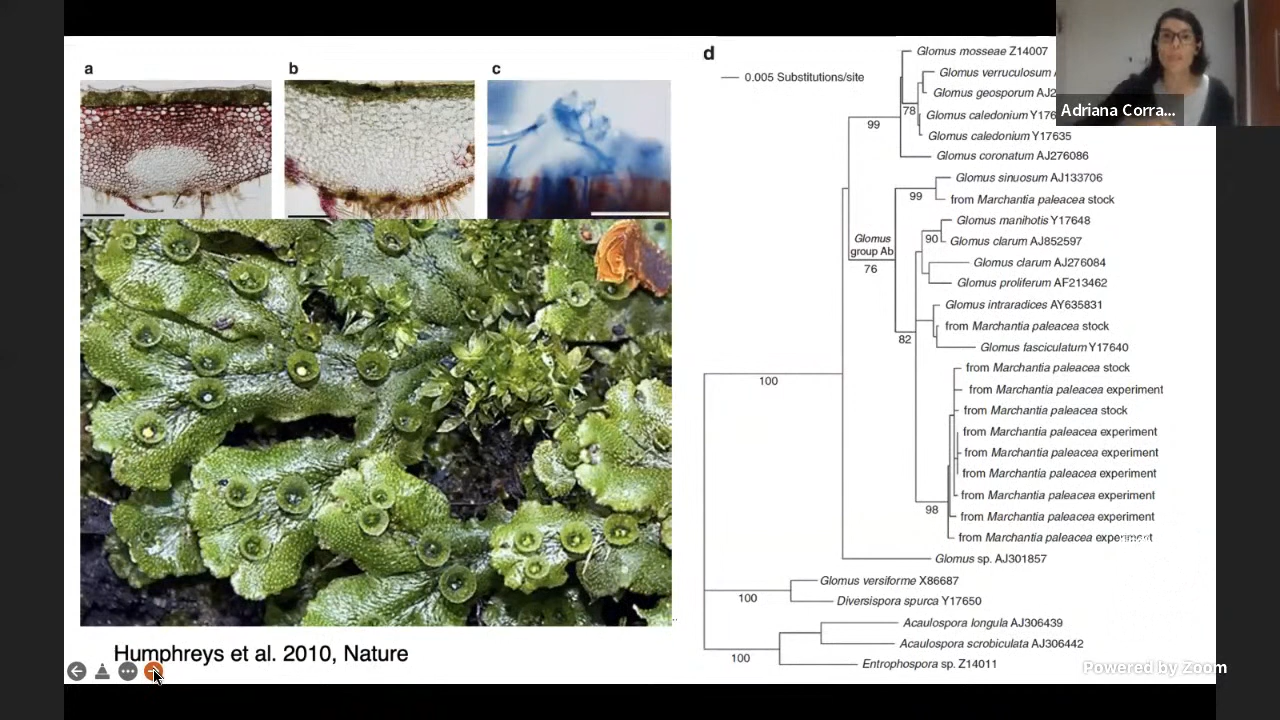 a
b
c
d
0.005 Substitutions/site
Glomus mosseae Z14007
Glomus verruculosum
Glomus geosporum AJ2
78
Glomus caledonium Y176
99
Glomus caledonium Y17635
Glomus coronatum AJ276086
Glomus sinuosum AJ133706
99
from Marchantia paleacea stock
Glomus manihotis Y17648
Glomus
group Ab
90
Glomus clarum AJ852597
76
Glomus clarum AJ276084
Glomus proliferum AF213462
Glomus intraradices AY635831
from Marchantia paleacea stock
82
Glomus fasciculatum Y17640
from Marchantia paleacea stock
100
from Marchantia paleacea experiment
from Marchantia paleacea stock
from Marchantia paleacea experiment
from Marchantia paleacea experiment
from Marchantia paleacea experiment
from Marchantia paleacea experiment
98
from Marchantia paleacea experiment
from Marchantia paleacea experiment
Glomus sp. AJ301857
Glomus versiforme X86687
100
Diversispora spurca Y17650
Acaulospora longula AJ306439
Acaulospora scrobiculata AJ306442
100
Entrophospora sp. Z14011
Humphreys et al. 2010, Nature
Adriana Corra...
Powered by Zoom